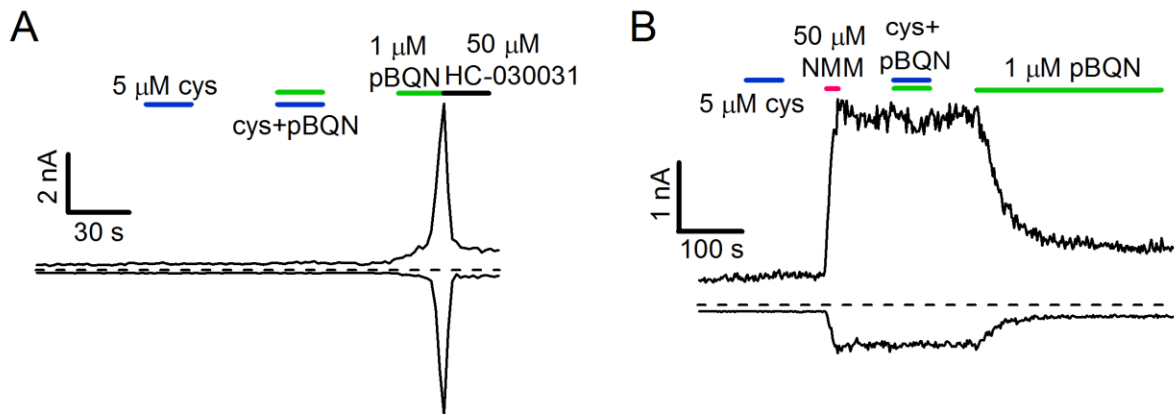 A
5 µM cys
cys+pBQN
1 µM
pBQN
50 µM
HC-030031
2 nA
30 s
B
5 µM cys
50 µM
NMM
cys+
pBQN
1 µM pBQN
1 nA
100 s